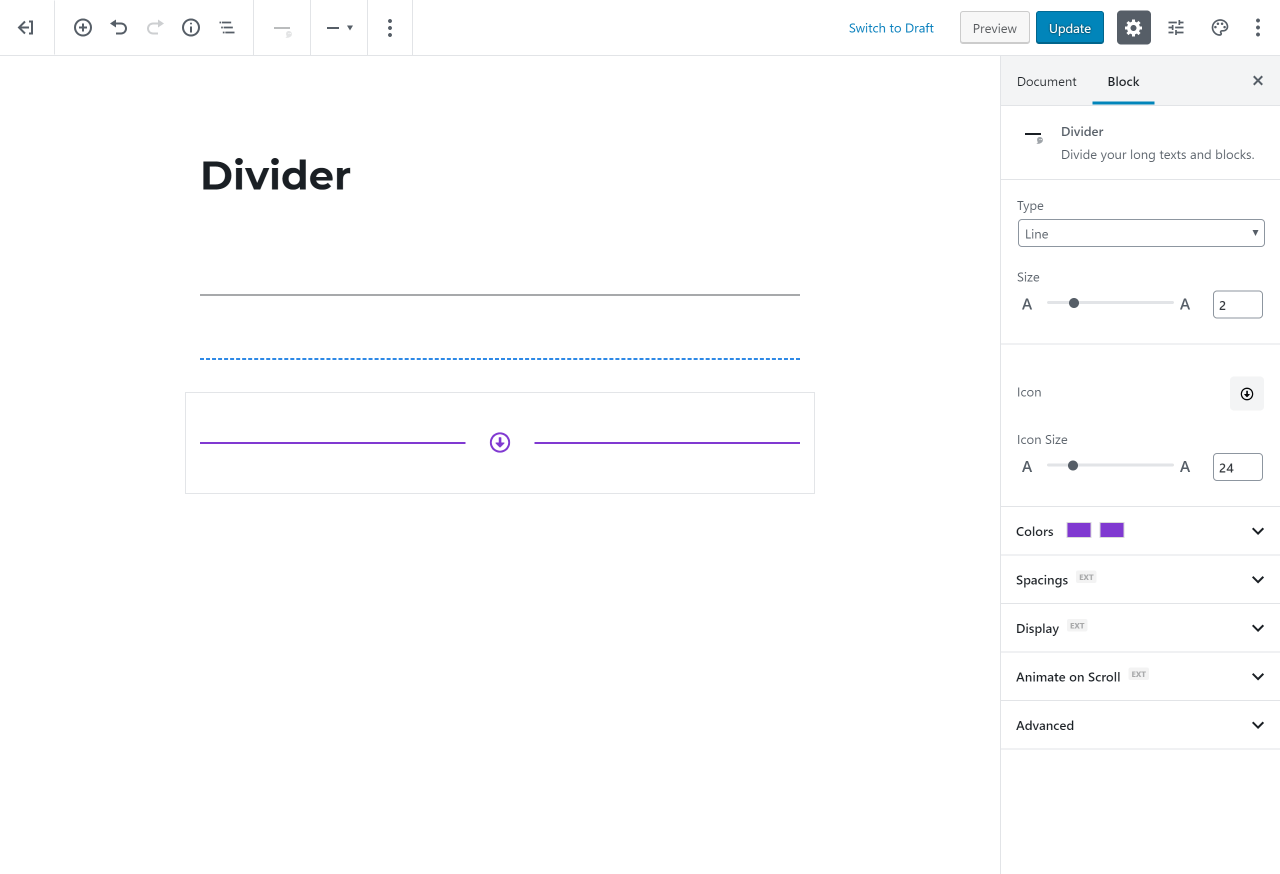 Switch to Draft
Preview
Update
Document
Block
Divider
Divide your long texts and blocks.
Divider
Type
Line
Size
A
A
2
Icon
Icon Size
A
A
24
Colors
Spacings EXT
Display EXT
Animate on Scroll EXT
Advanced